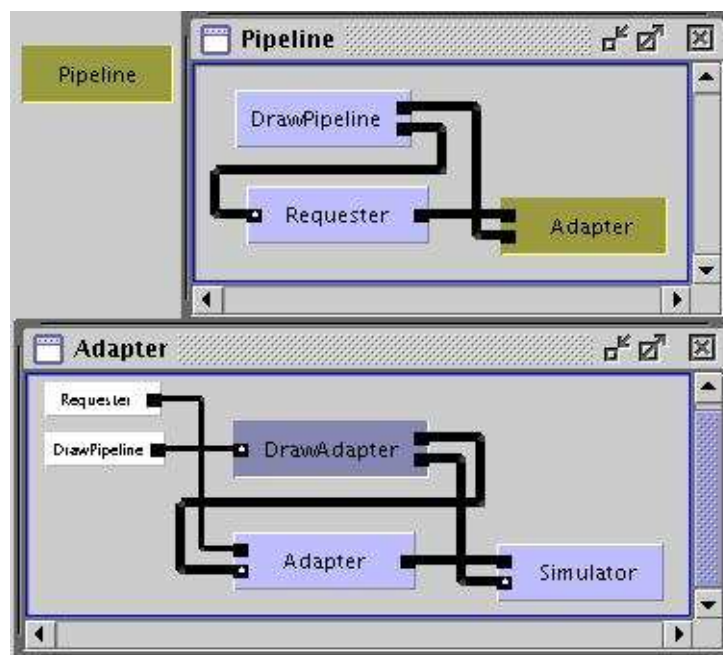 Pipeline
Pipeline
DrawPipeline
Requester
Adapter
Adapter
Requester
DrawPipeline
DrawAdapter
Adapter
Simulator